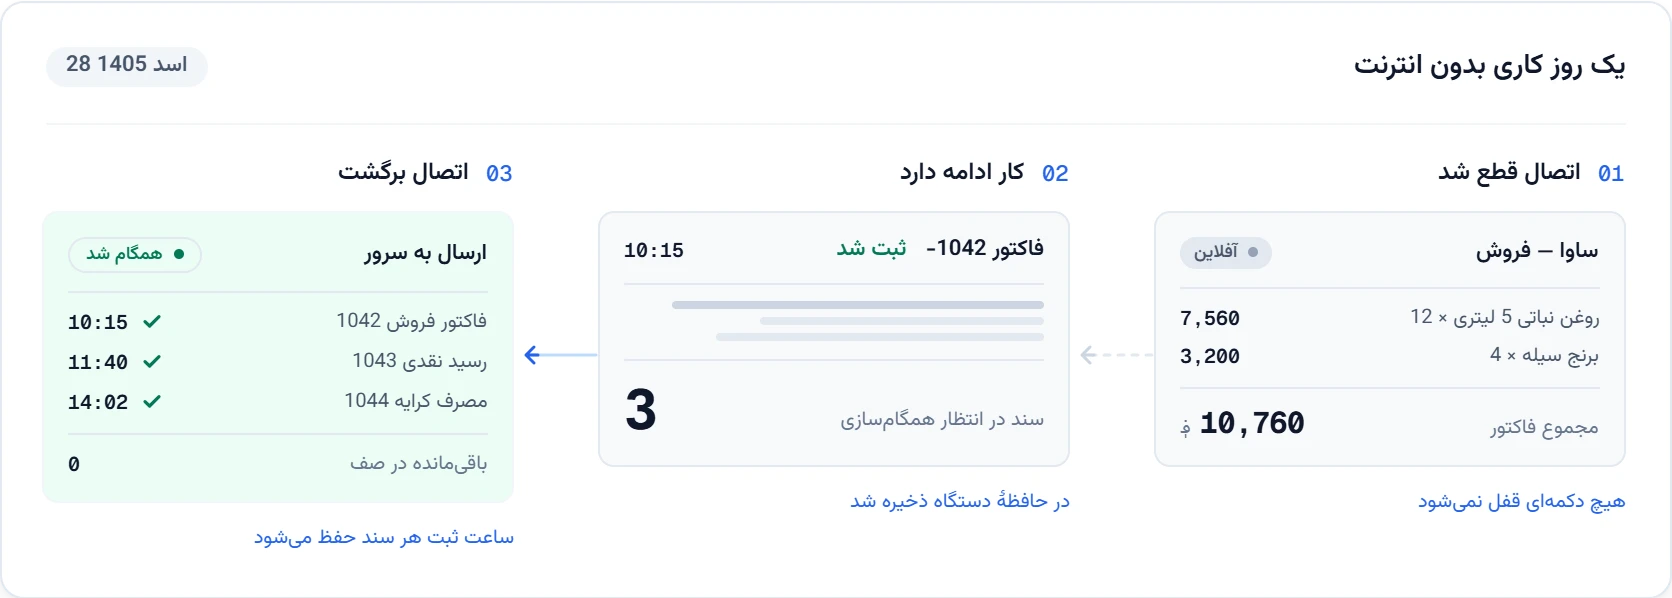 یک روز کاری بدون انترنت
28 اسد 1405
01 اتصال قطع شد
ساوا — فروش
آفلاین
روغن نباتی 5 لیتری × 12 7,560
برنج سیله × 4 3,200
مجموع فاکتور 10,760 ؋
هیچ دکمه‌ای قفل نمی‌شود
02 کار ادامه دارد
فاکتور 1042- ثبت شد 10:15
سند در انتظار همگام‌سازی 3
در حافظهٔ دستگاه ذخیره شد
03 اتصال برگشت
ارسال به سرور
همگام شد
فاکتور فروش 1042 ✓ 10:15
رسید نقدی 1043 ✓ 11:40
مصرف کرایه 1044 ✓ 14:02
باقی‌مانده در صف 0
ساعت ثبت هر سند حفظ می‌شود